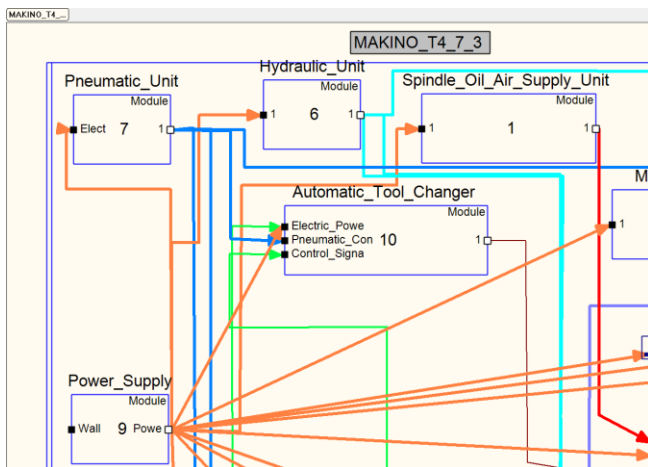 MAKINO_T4_...
MAKINO_T4_7_3
Pneumatic_Unit
Module
Elect 7 1
Hydraulic_Unit
Module
1 6 1
Spindle_Oil_Air_Supply_Unit
Module
1 1 1
Automatic_Tool_Changer
Module
Electric_Powe
Pneumatic_Con 10 1
Control_Signa
M
1
Power_Supply
Module
Wall 9 Powe